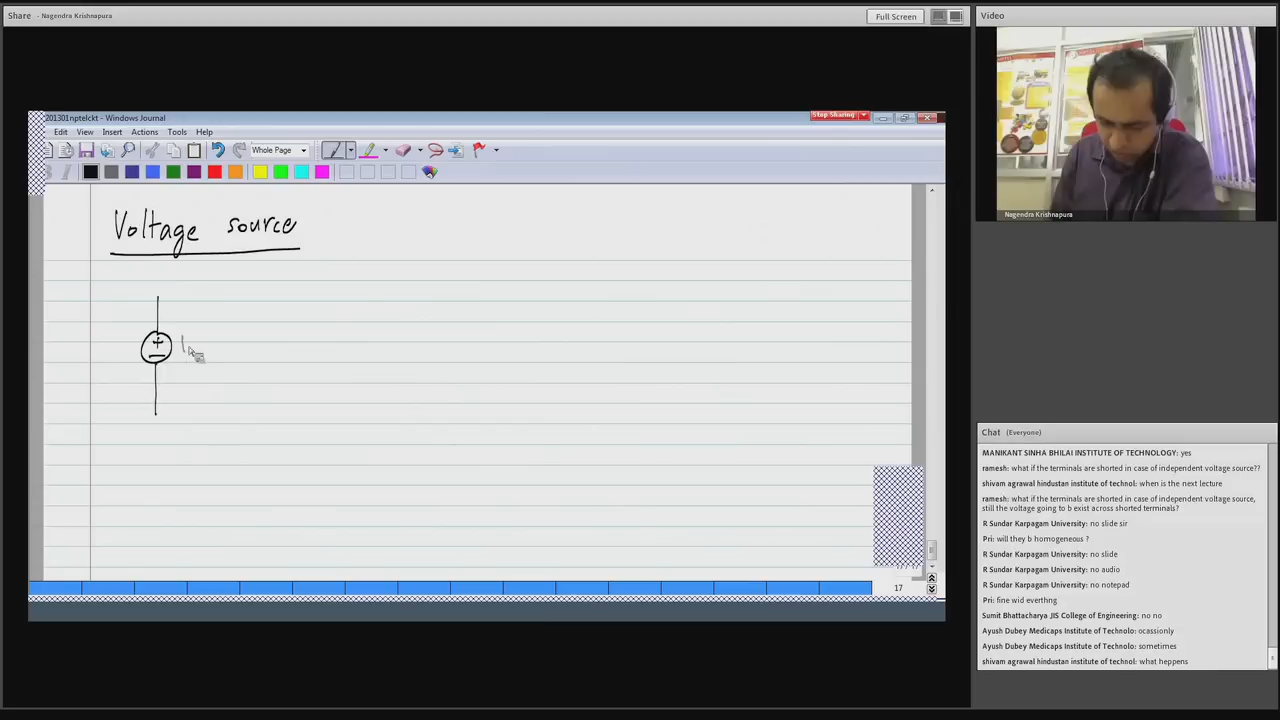 Share - Nagendra Krishnapura
Full Screen
Video
201301nptelckt - Windows Journal
Stop Sharing
Edit View Insert Actions Tools Help
Whole Page
Voltage source
+
−
17
Nagendra Krishnapura
Chat (Everyone)
MANIKANT SINHA BHILAI INSTITUTE OF TECHNOLOGY: yes
ramesh: what if the terminals are shorted in case of independent voltage source??
shivam agrawal hindustan institute of technol: when is the next lecture
ramesh: what if the terminals are shorted in case of independent voltage source,
still the voltage going to b exist across shorted terminals?
R Sundar Karpagam University: no slide sir
Pri: will they b homogeneous ?
R Sundar Karpagam University: no slide
R Sundar Karpagam University: no audio
R Sundar Karpagam University: no notepad
Pri: fine wid everthng
Sumit Bhattacharya JIS College of Engineering: no no
Ayush Dubey Medicaps Institute of Technolo: ocassionly
Ayush Dubey Medicaps Institute of Technolo: sometimes
shivam agrawal hindustan institute of technol: what heppens